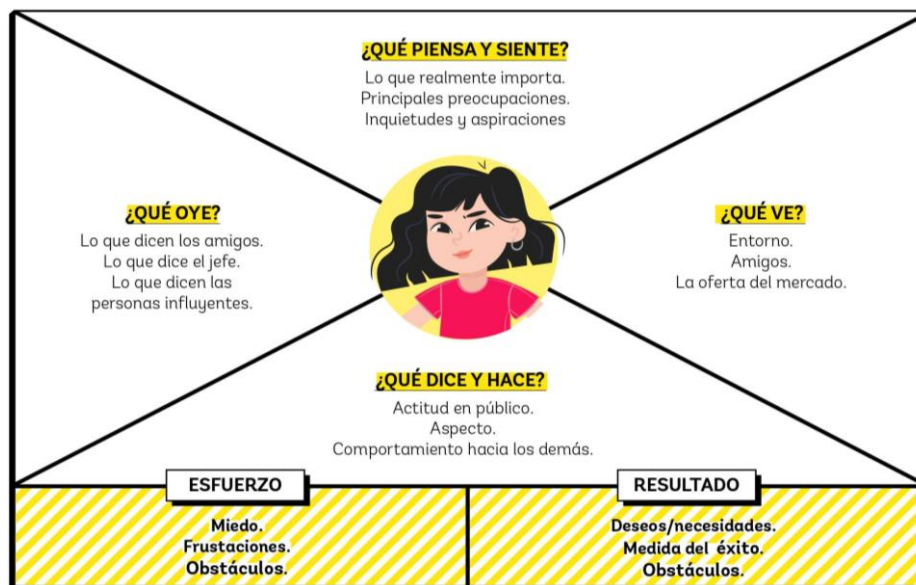 ¿QUÉ PIENSA Y SIENTE?
Lo que realmente importa.
Principales preocupaciones.
Inquietudes y aspiraciones
¿QUÉ OYE?
Lo que dicen los amigos.
Lo que dice el jefe.
Lo que dicen las
personas influyentes.
¿QUÉ VE?
Entorno.
Amigos.
La oferta del mercado.
¿QUÉ DICE Y HACE?
Actitud en público.
Aspecto.
Comportamiento hacia los demás.
ESFUERZO
Miedo.
Frustaciones.
Obstáculos.
RESULTADO
Deseos/necesidades.
Medida del éxito.
Obstáculos.